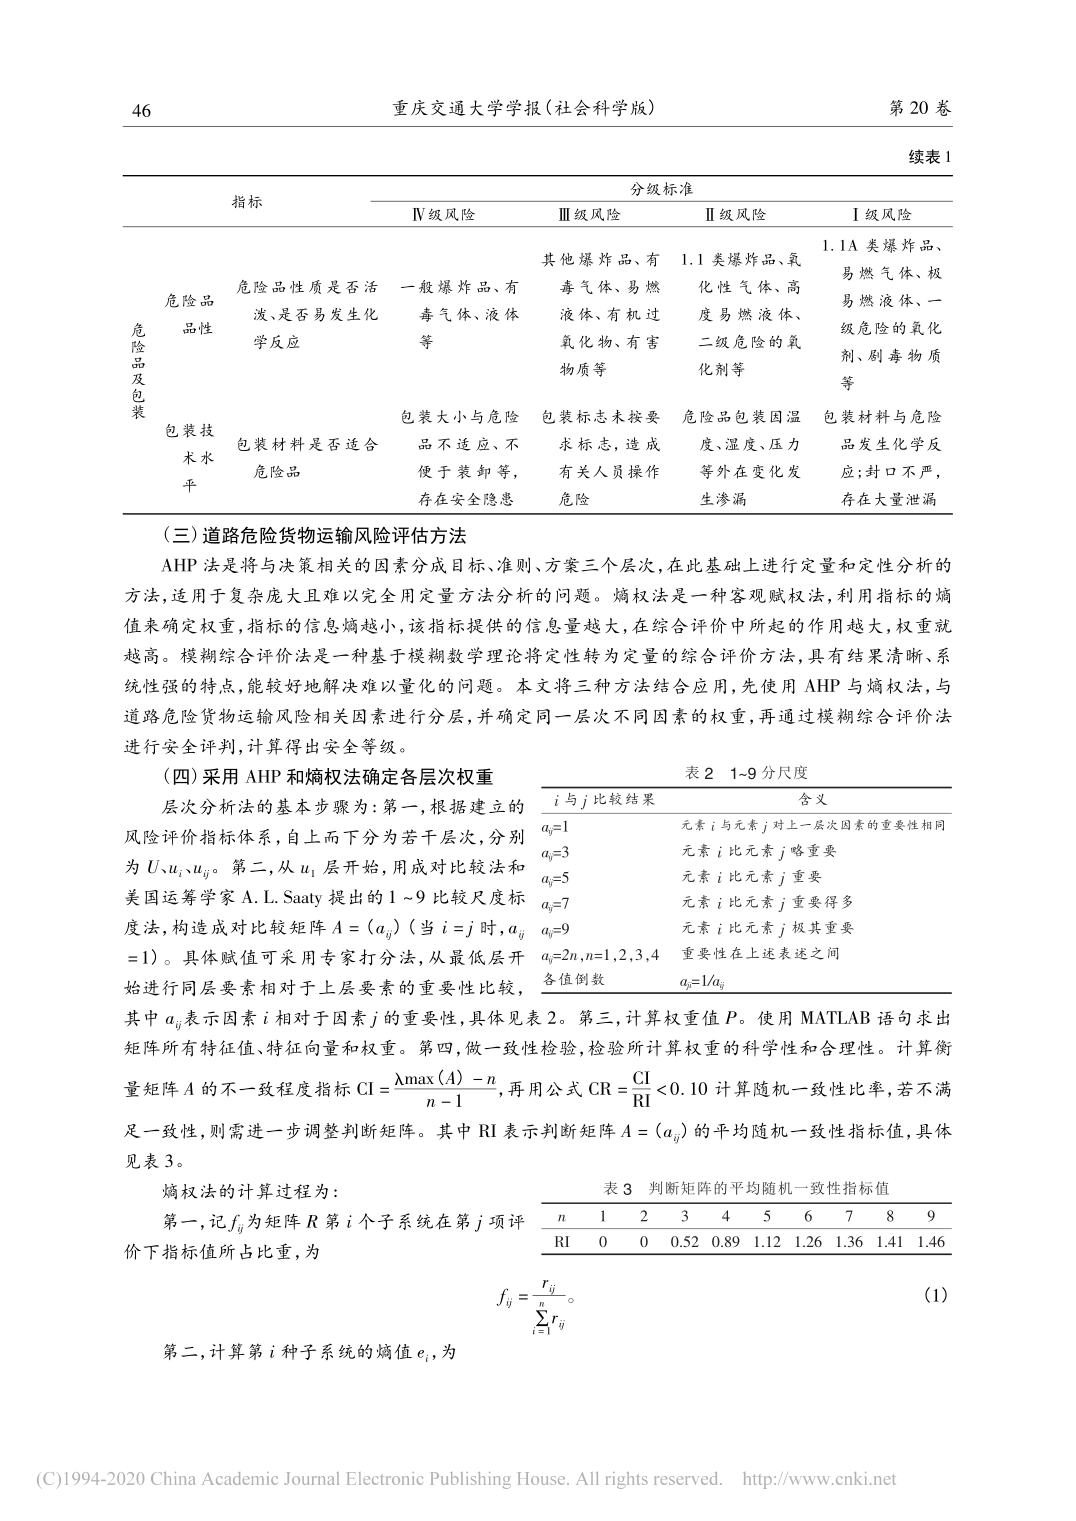 46
重庆交通大学学报(社会科学版)
第 20 卷
续表 1
指标
分级标准
Ⅳ级风险 Ⅲ级风险 Ⅱ级风险 Ⅰ级风险
危险品及包装
危险品
品性
危险品性质是否活
泼、是否易发生化
学反应
一般爆炸品、有
毒气体、液体
等
其他爆炸品、有
毒气体、易燃
液体、有机过
氧化物、有害
物质等
1.1 类爆炸品、氧
化性气体、高
度易燃液体、
二级危险的氧
化剂等
1.1A 类爆炸品、
易燃气体、极
易燃液体、一
级危险的氧化
剂、剧毒物质
等
包装技
术水
平
包装材料是否适合
危险品
包装大小与危险
品不适应、不
便于装卸等,
存在安全隐患
包装标志未按要
求标志,造成
有关人员操作
危险
危险品包装因温
度、湿度、压力
等外在变化发
生渗漏
包装材料与危险
品发生化学反
应;封口不严,
存在大量泄漏
(三)道路危险货物运输风险评估方法
AHP 法是将与决策相关的因素分成目标、准则、方案三个层次,在此基础上进行定量和定性分析的
方法,适用于复杂庞大且难以完全用定量方法分析的问题。熵权法是一种客观赋权法,利用指标的熵
值来确定权重,指标的信息熵越小,该指标提供的信息量越大,在综合评价中所起的作用越大,权重就
越高。模糊综合评价法是一种基于模糊数学理论将定性转为定量的综合评价方法,具有结果清晰、系
统性强的特点,能较好地解决难以量化的问题。本文将三种方法结合应用,先使用 AHP 与熵权法,与
道路危险货物运输风险相关因素进行分层,并确定同一层次不同因素的权重,再通过模糊综合评价法
进行安全评判,计算得出安全等级。
(四)采用 AHP 和熵权法确定各层次权重
层次分析法的基本步骤为:第一,根据建立的
风险评价指标体系,自上而下分为若干层次,分别
为 U、u_i、u_ij。第二,从 u_1 层开始,用成对比较法和
美国运筹学家 A. L. Saaty 提出的 1 ~ 9 比较尺度标
度法,构造成对比较矩阵 A = (a_ij) (当 i = j 时,a_ij
= 1)。具体赋值可采用专家打分法,从最低层开
始进行同层要素相对于上层要素的重要性比较,
表 2 1~9 分尺度
i 与 j 比较结果 含义
a_ij=1 元素 i 与元素 j 对上一层次因素的重要性相同
a_ij=3 元素 i 比元素 j 略重要
a_ij=5 元素 i 比元素 j 重要
a_ij=7 元素 i 比元素 j 重要得多
a_ij=9 元素 i 比元素 j 极其重要
a_ij=2n,n=1,2,3,4 重要性在上述表述之间
各值倒数 a_ji=1/a_ij
其中 a_ij 表示因素 i 相对于因素 j 的重要性,具体见表 2。第三,计算权重值 P。使用 MATLAB 语句求出
矩阵所有特征值、特征向量和权重。第四,做一致性检验,检验所计算权重的科学性和合理性。计算衡
量矩阵 A 的不一致程度指标 CI = (λmax(A) - n)/(n - 1),再用公式 CR = CI/RI < 0. 10 计算随机一致性比率,若不满
足一致性,则需进一步调整判断矩阵。其中 RI 表示判断矩阵 A = (a_ij) 的平均随机一致性指标值,具体
见表 3。
熵权法的计算过程为:
第一,记 f_ij 为矩阵 R 第 i 个子系统在第 j 项评
价下指标值所占比重,为
表 3 判断矩阵的平均随机一致性指标值
n 1 2 3 4 5 6 7 8 9
RI 0 0 0.52 0.89 1.12 1.26 1.36 1.41 1.46
f_ij = r_ij / ∑_{i=1}^{n} r_ij。 (1)
第二,计算第 i 种子系统的熵值 e_i,为
(C)1994-2020 China Academic Journal Electronic Publishing House. All rights reserved. http://www.cnki.net